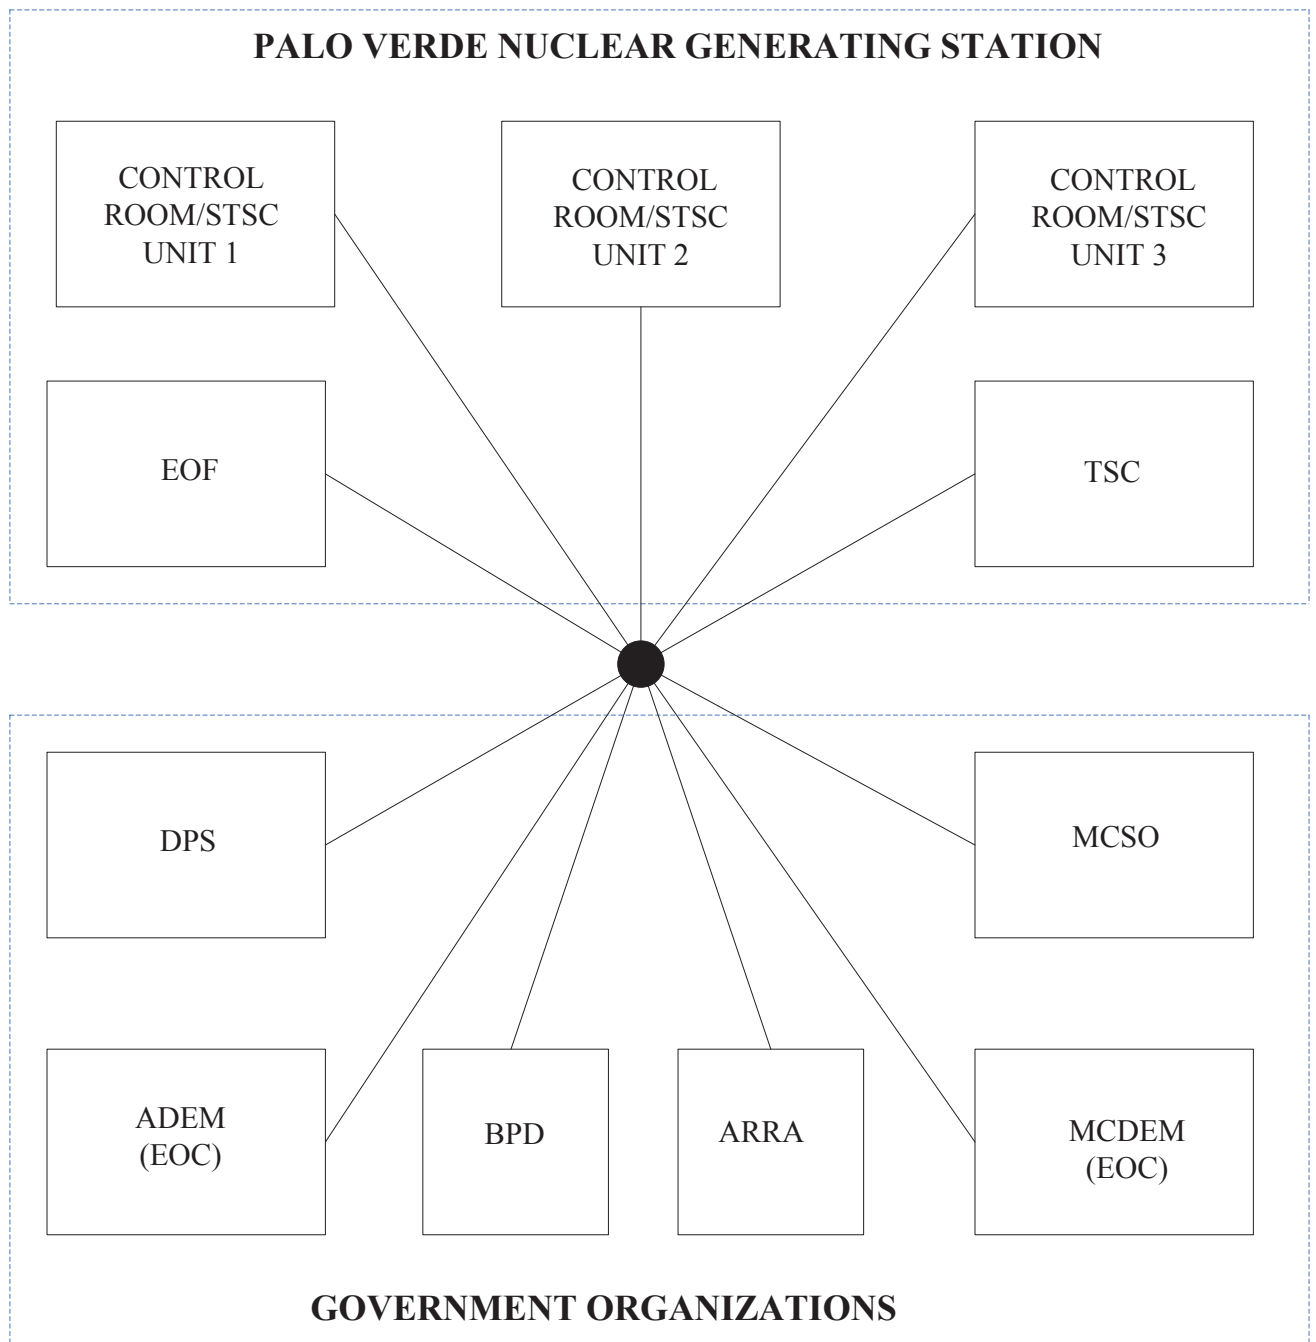 PALO VERDE NUCLEAR GENERATING STATION
CONTROL
ROOM/STSC
UNIT 1
CONTROL
ROOM/STSC
UNIT 2
CONTROL
ROOM/STSC
UNIT 3
EOF
TSC
DPS
MCSO
ADEM
(EOC)
BPD
ARRA
MCDEM
(EOC)
GOVERNMENT ORGANIZATIONS